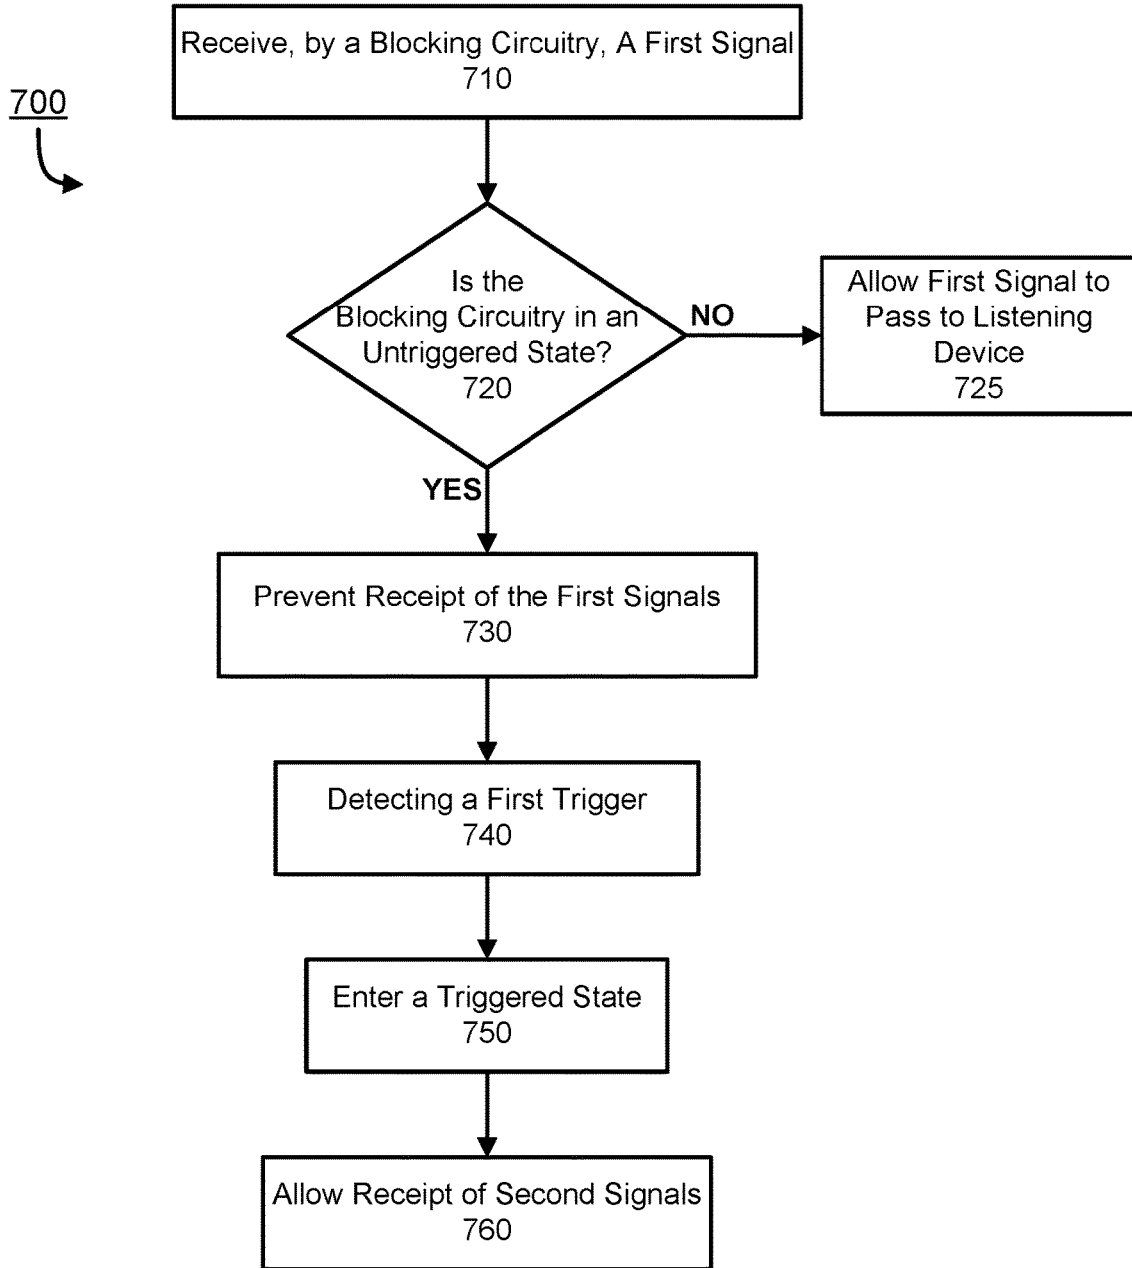 Receive, by a Blocking Circuitry, A First Signal
710
700
Is the
Blocking Circuitry in an
Untriggered State?
720
NO
Allow First Signal to
Pass to Listening
Device
725
YES
Prevent Receipt of the First Signals
730
Detecting a First Trigger
740
Enter a Triggered State
750
Allow Receipt of Second Signals
760